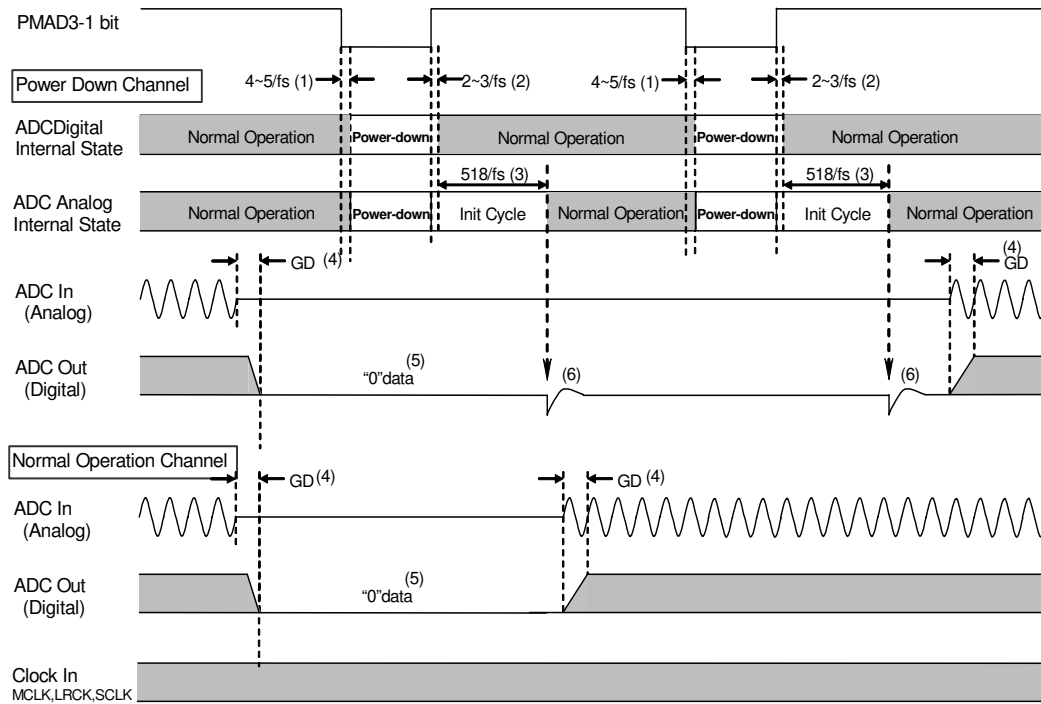 PMAD3-1 bit
4~5/fs (1)
2~3/fs (2)
4~5/fs (1)
2~3/fs (2)
Power Down Channel
ADCDigital
Internal State
Normal Operation
Power-down
Normal Operation
Power-down
Normal Operation
518/fs (3)
518/fs (3)
ADC Analog
Internal State
Normal Operation
Power-down
Init Cycle
Normal Operation
Power-down
Init Cycle
Normal Operation
GD (4)
(4)
GD
ADC In
(Analog)
ADC Out
(Digital)
(5)
“0”data
(6)
(6)
Normal Operation Channel
GD(4)
GD(4)
ADC In
(Analog)
ADC Out
(Digital)
(5)
“0”data
Clock In
MCLK,LRCK,SCLK